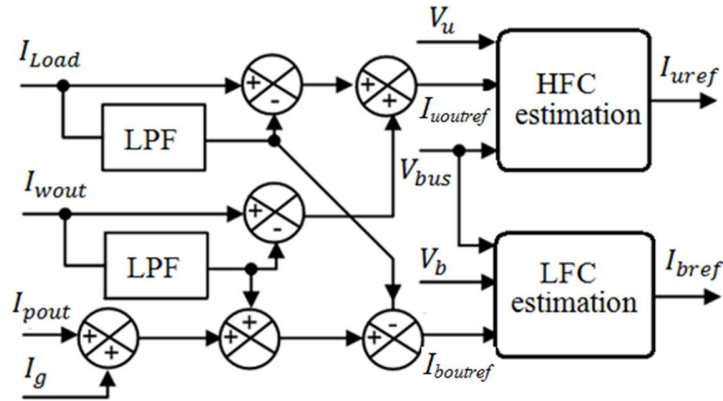 V_u
I_Load
HFC
estimation
I_uref
+
-
+
+
I_uoutref
LPF
V_bus
I_wout
+
-
LPF
V_b
LFC
estimation
I_bref
I_pout
+
+
+
+
+
-
I_boutref
I_g